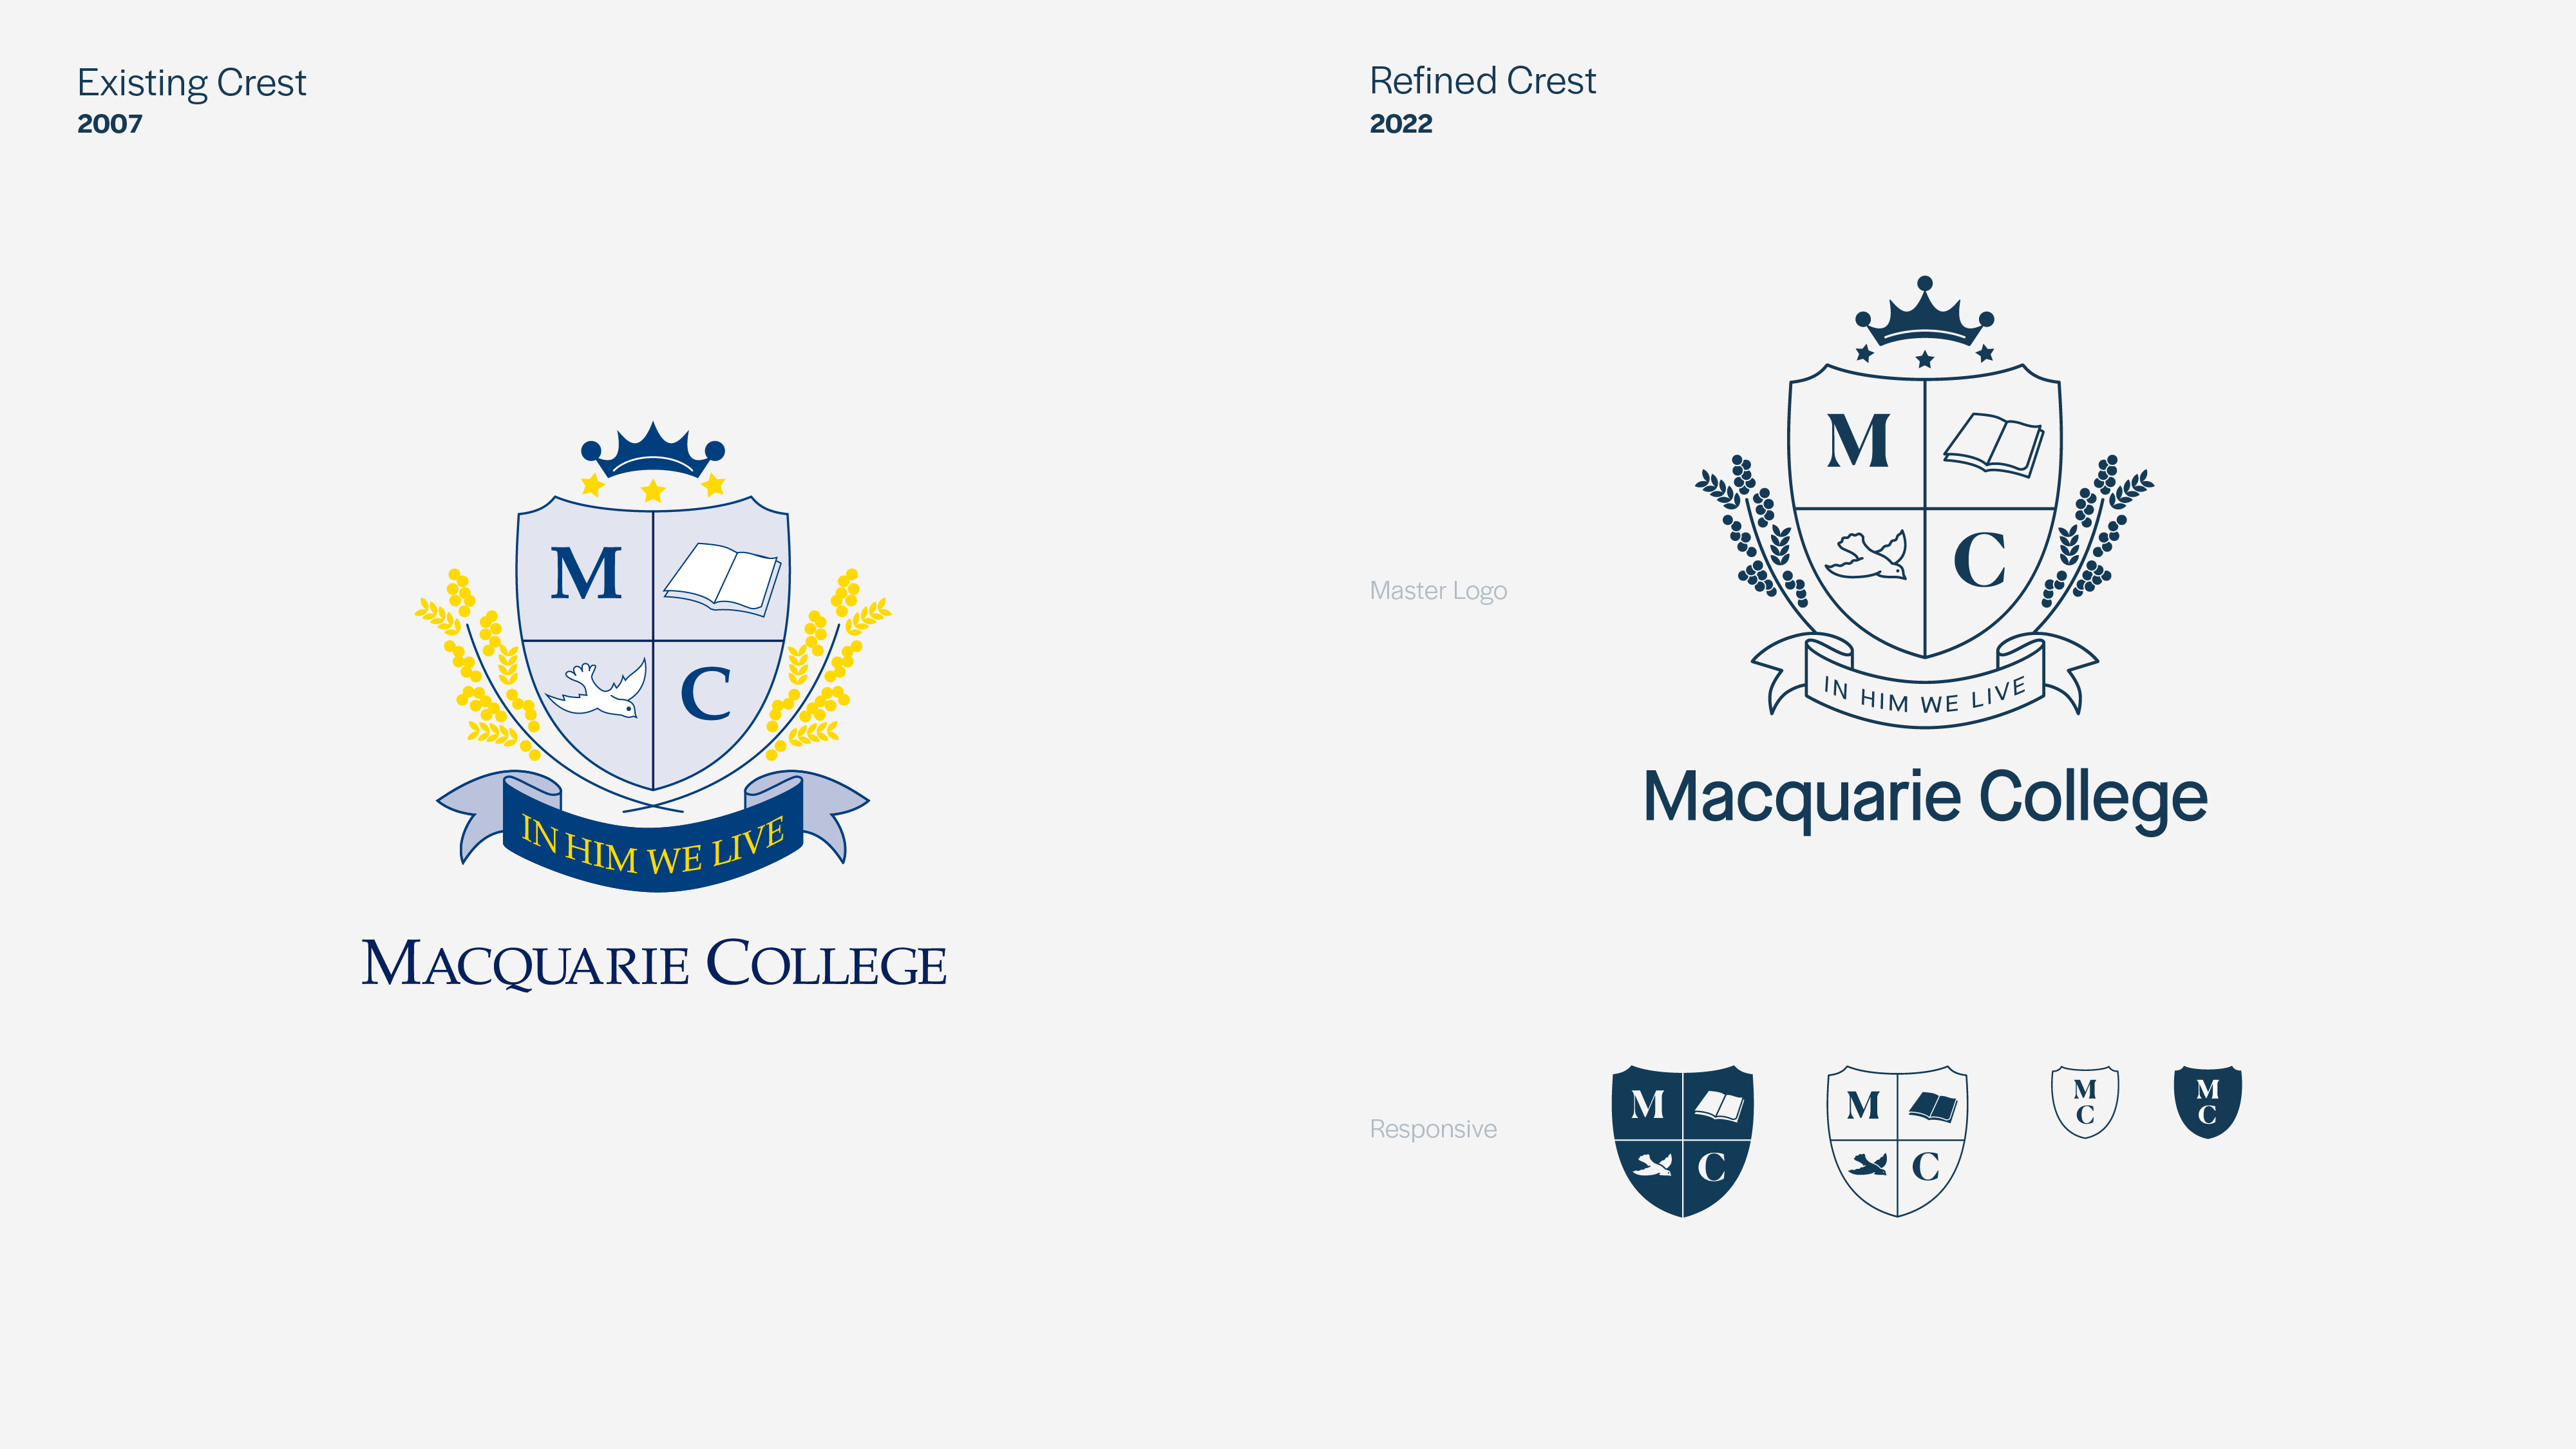 Existing Crest
2007
M
C
IN HIM WE LIVE
MACQUARIE COLLEGE
Refined Crest
2022
Master Logo
M
C
IN HIM WE LIVE
Macquarie College
Responsive
M
C
M
C
M
C
M
C